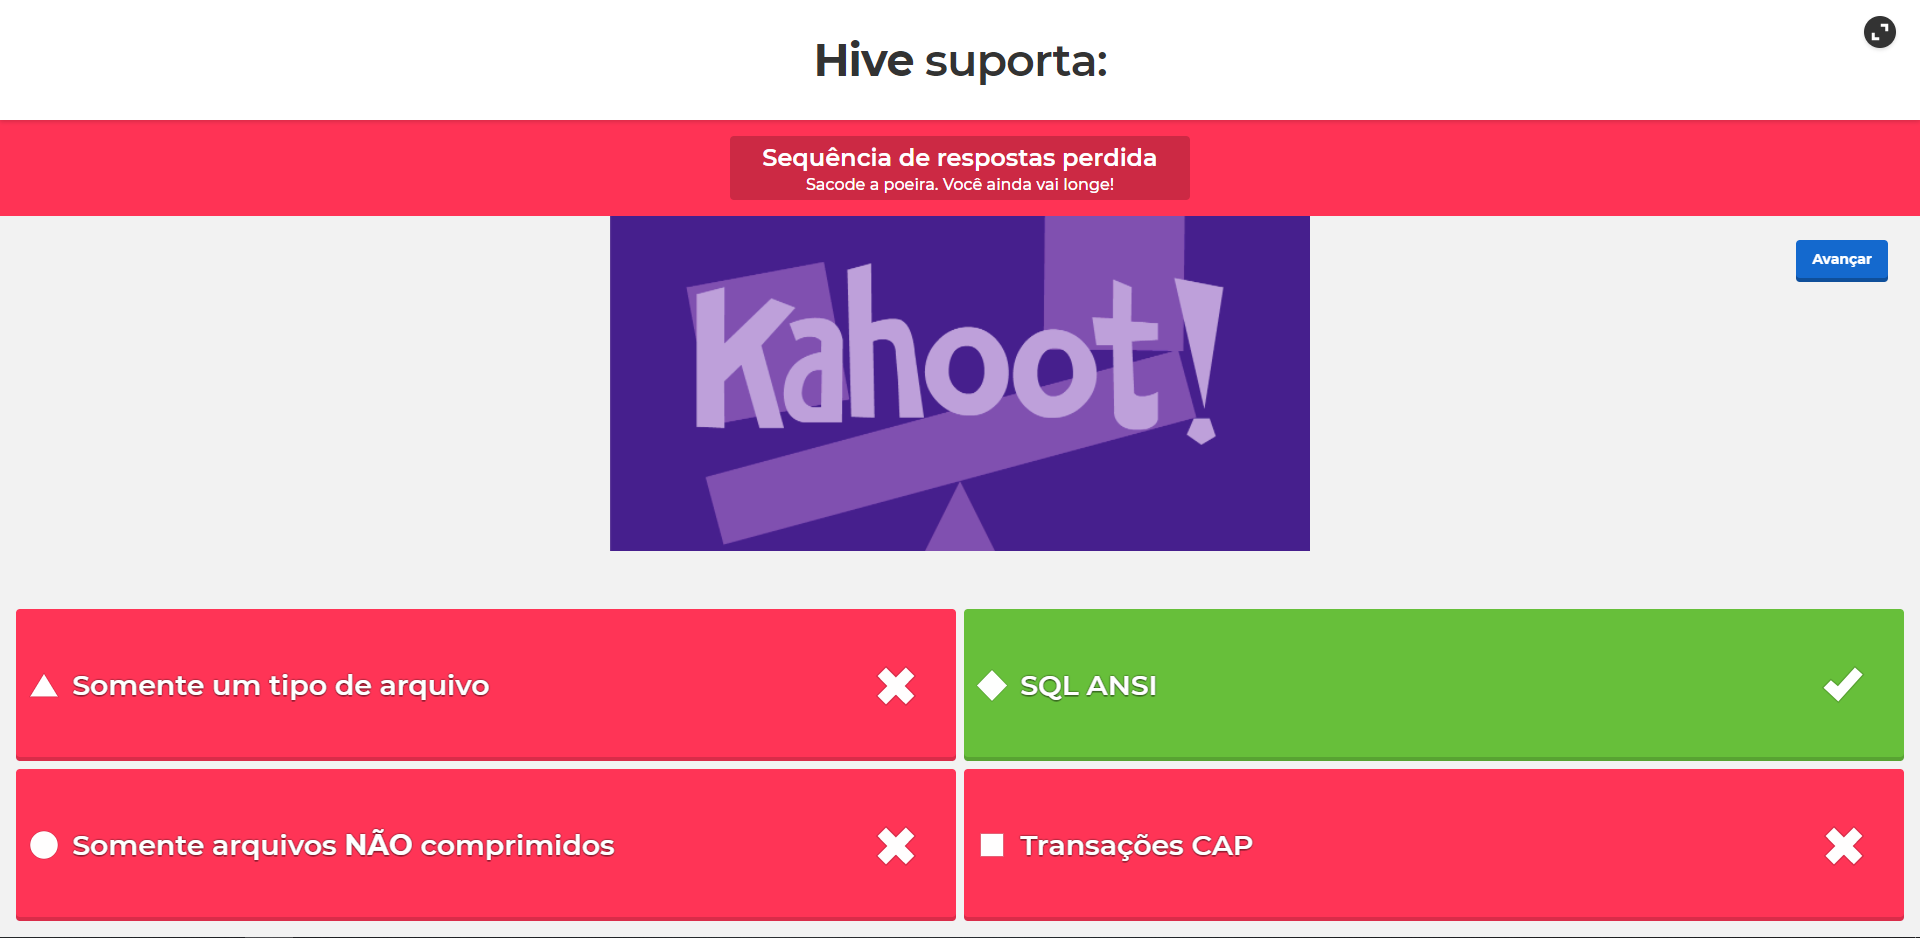 Hive suporta:
Sequência de respostas perdida
Sacode a poeira. Você ainda vai longe!
Kahoot!
Avançar
Somente um tipo de arquivo
SQL ANSI
Somente arquivos NÃO comprimidos
Transações CAP